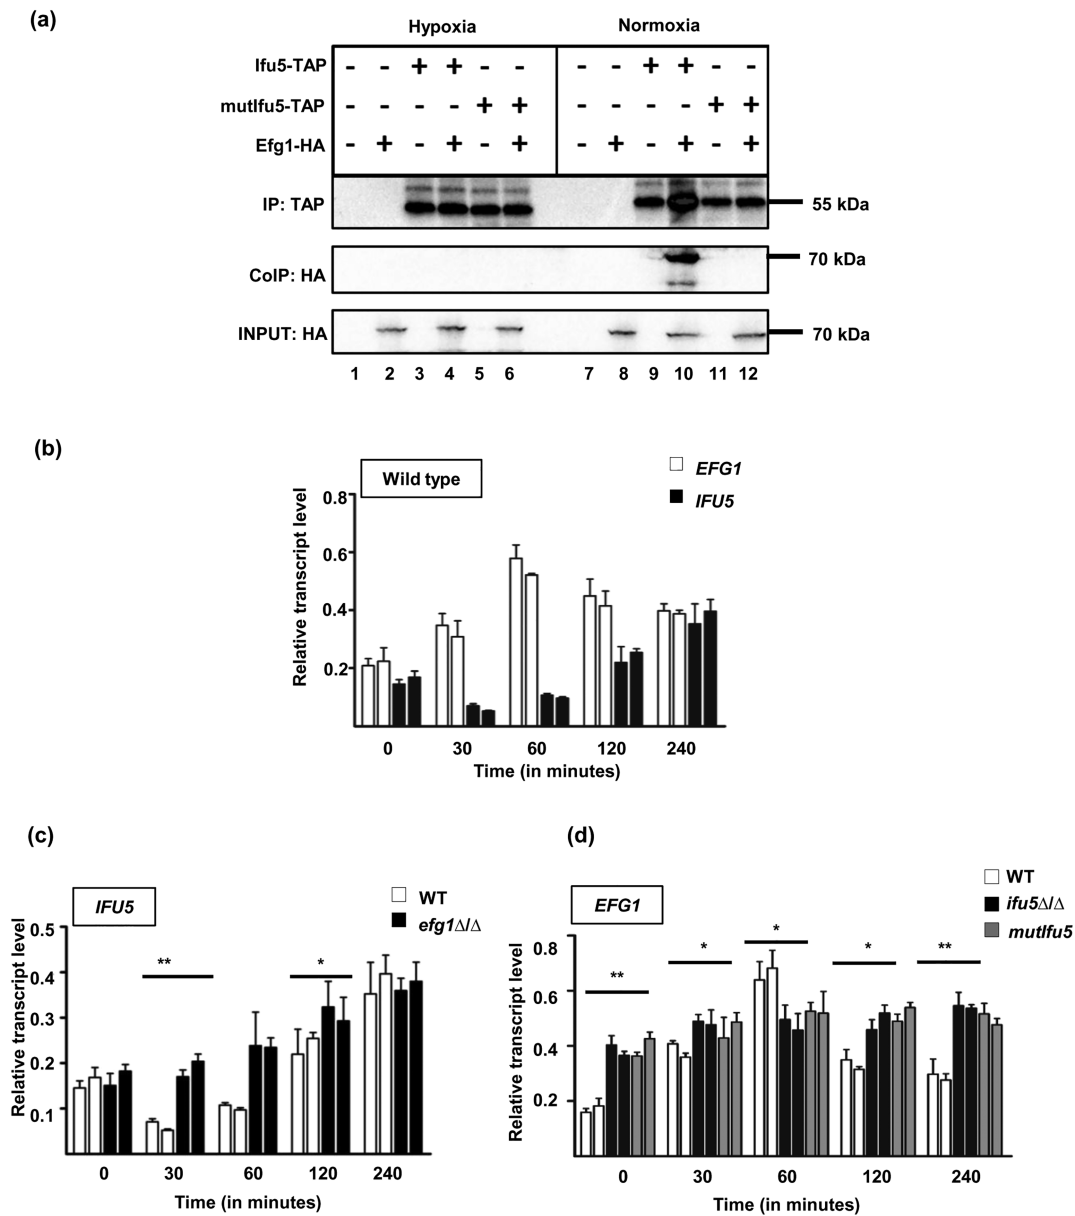 (a)
Hypoxia Normoxia
Ifu5-TAP - - + + - - - - + + - -
mutIfu5-TAP - - - - + + - - - - + +
Efg1-HA - + - + - + - + - + - +
IP: TAP 55 kDa
CoIP: HA 70 kDa
INPUT: HA 70 kDa
1 2 3 4 5 6 7 8 9 10 11 12
(b)
Wild type
EFG1
IFU5
Relative transcript level
0.8
0.6
0.4
0.2
0 30 60 120 240
Time (in minutes)
(c)
IFU5
WT
efg1Δ/Δ
Relative transcript level
0.5
0.4
0.3
0.2
0.1
** *
0 30 60 120 240
Time (in minutes)
(d)
EFG1
WT
ifu5Δ/Δ
mutIfu5
Relative transcript level
0.8
0.6
0.4
0.2
** * * * **
0 30 60 120 240
Time (in minutes)